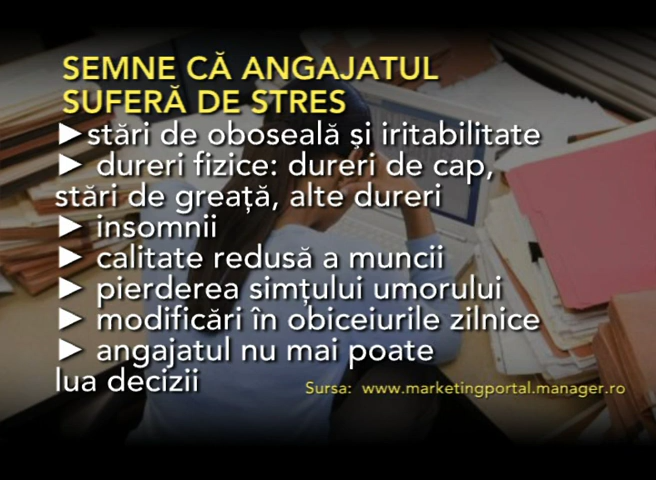 SEMNE CĂ ANGAJATUL
SUFERĂ DE STRES
►stări de oboseală și iritabilitate
► dureri fizice: dureri de cap,
stări de greață, alte dureri
► insomnii
► calitate redusă a muncii
► pierderea simțului umorului
► modificări în obiceiurile zilnice
► angajatul nu mai poate
lua decizii
Sursa: www.marketingportal.manager.ro